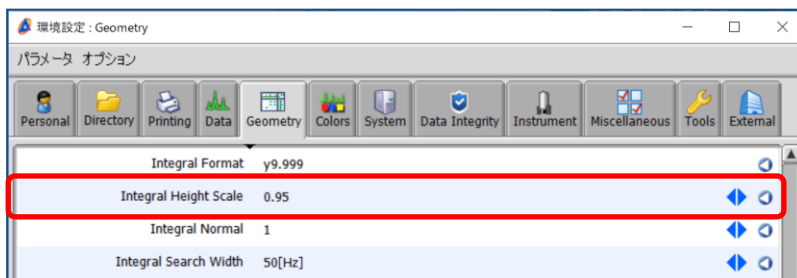 環境設定 : Geometry
パラメータ オプション
Personal Directory Printing Data Geometry Colors System Data Integrity Instrument Miscellaneous Tools External
Integral Format y9.999
Integral Height Scale 0.95
Integral Normal 1
Integral Search Width 50[Hz]